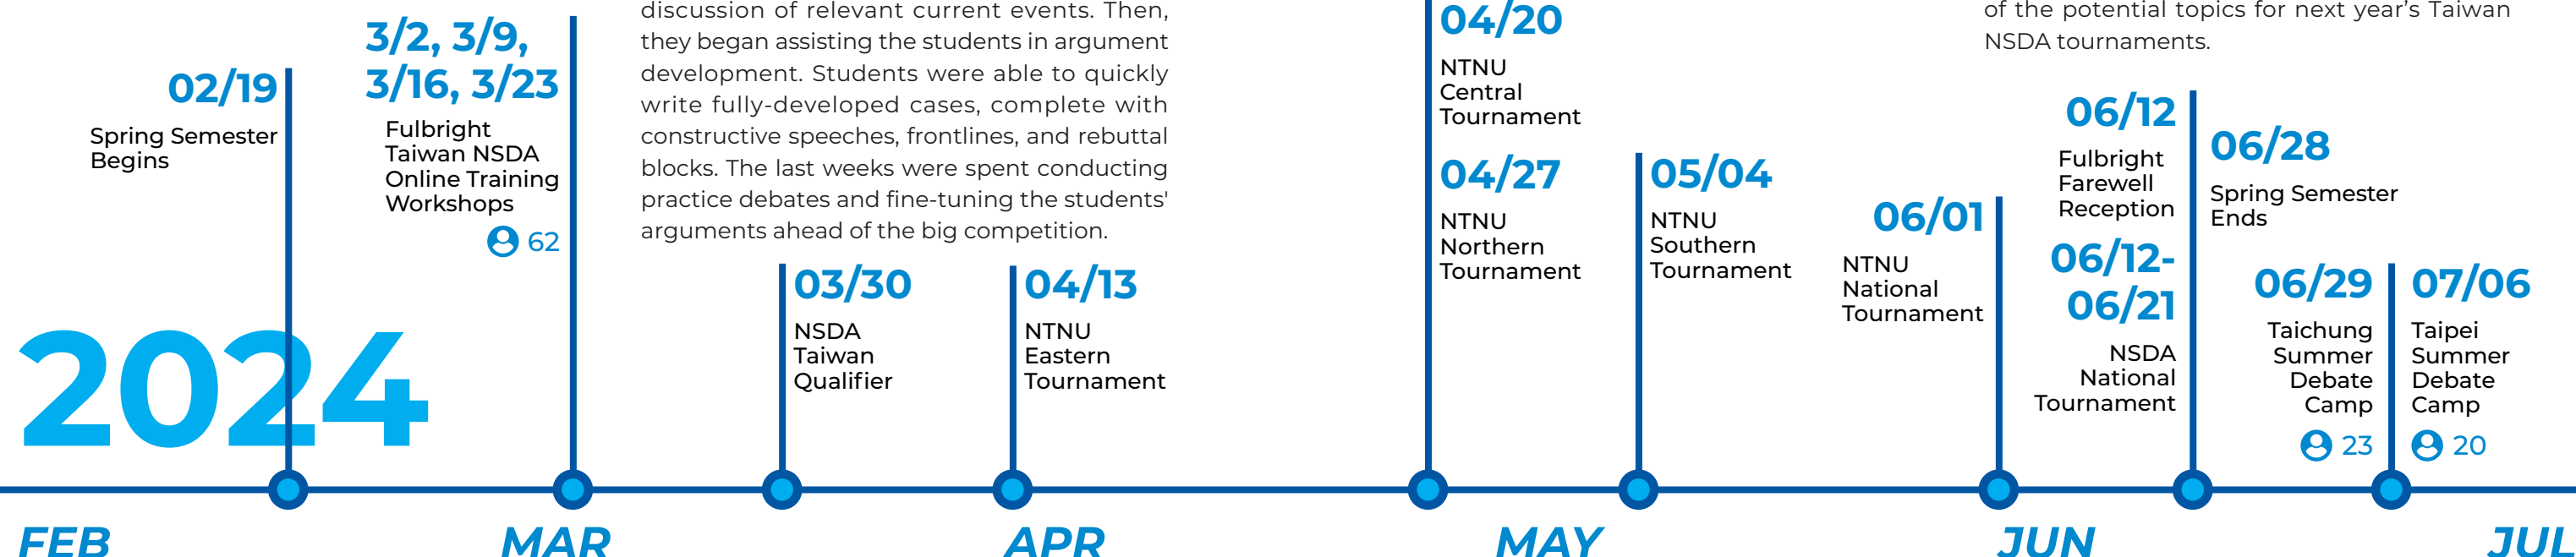 02/19
Spring Semester
Begins
2024
3/2, 3/9,
3/16, 3/23
Fulbright
Taiwan NSDA
Online Training
Workshops
62
discussion of relevant current events. Then,
they began assisting the students in argument
development. Students were able to quickly
write fully-developed cases, complete with
constructive speeches, frontlines, and rebuttal
blocks. The last weeks were spent conducting
practice debates and fine-tuning the students'
arguments ahead of the big competition.
03/30
NSDA
Taiwan
Qualifier
04/13
NTNU
Eastern
Tournament
04/20
NTNU
Central
Tournament
04/27
NTNU
Northern
Tournament
05/04
NTNU
Southern
Tournament
of the potential topics for next year’s Taiwan
NSDA tournaments.
06/01
NTNU
National
Tournament
06/12
Fulbright
Farewell
Reception
06/12-
06/21
NSDA
National
Tournament
06/28
Spring Semester
Ends
06/29
Taichung
Summer
Debate
Camp
23
07/06
Taipei
Summer
Debate
Camp
20
FEB
MAR
APR
MAY
JUN
JUL